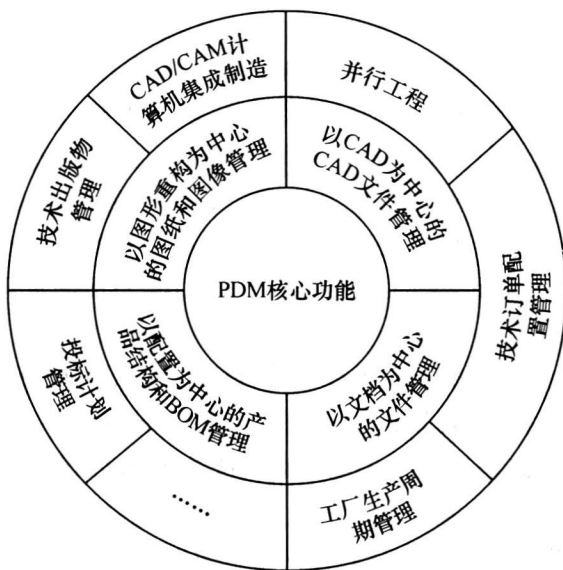 CAD/CAM计
算机集成制造
并行工程
技术出版物
管理
以图形重构为中心
的图纸和图像管理
以CAD为中心的
CAD文件管理
PDM核心功能
技术订单配
置管理
投标计划
管理
以配置为中心的产
品结构和BOM管理
以文档为中心
的文件管理
……
工厂生产周
期管理